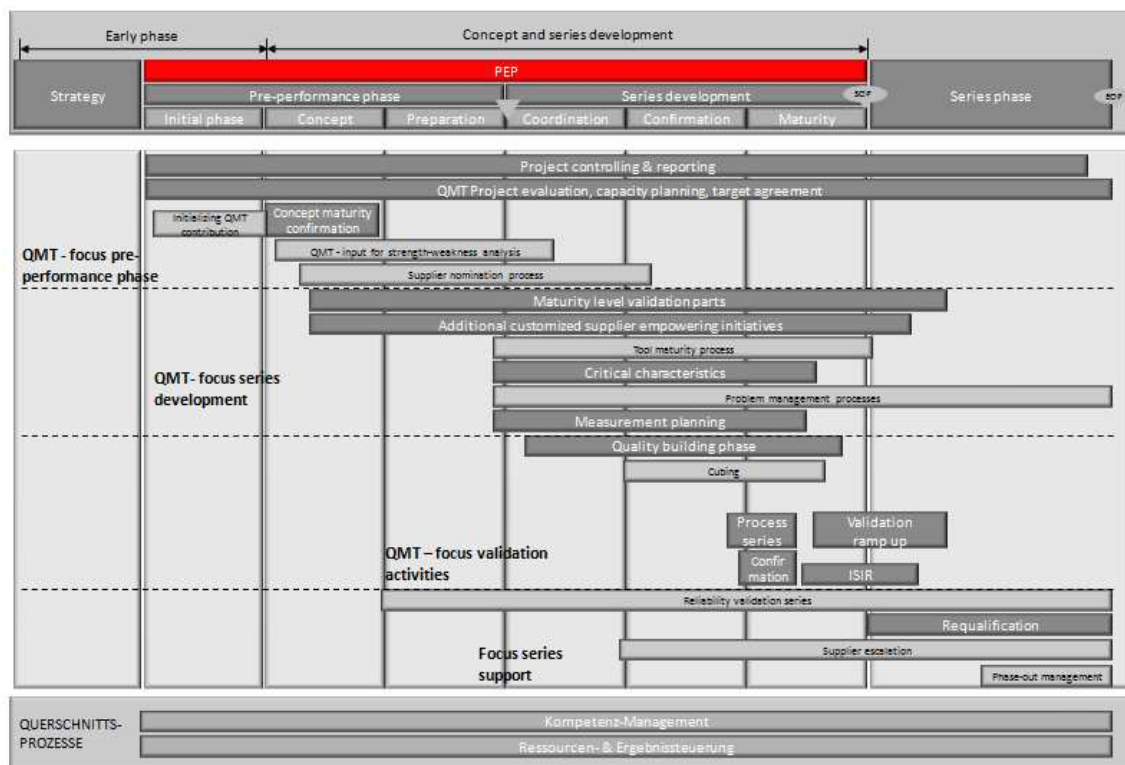 Early phase
Concept and series development
PEP
Strategy
Pre-performance phase
Series development
SOP
Series phase
EOP
Initial phase
Concept
Preparation
Coordination
Confirmation
Maturity
Project controlling & reporting
QMT Project evaluation, capacity planning, target agreement
Initializing QMT
contribution
Concept maturity
confirmation
QMT - input for strength-weakness analysis
QMT - focus pre-
performance phase
Supplier nomination process
Maturity level validation parts
Additional customized supplier empowering initiatives
Tool maturity process
QMT- focus series
development
Critical characteristics
Problem management processes
Measurement planning
Quality building phase
Cubing
Process
series
Validation
ramp up
QMT – focus validation
activities
Confir
mation
ISIR
Reliability validation series
Requalification
Focus series
support
Supplier escalation
Phase-out management
QUERSCHNITTS-
PROZESSE
Kompetenz-Management
Ressourcen- & Ergebnissteuerung